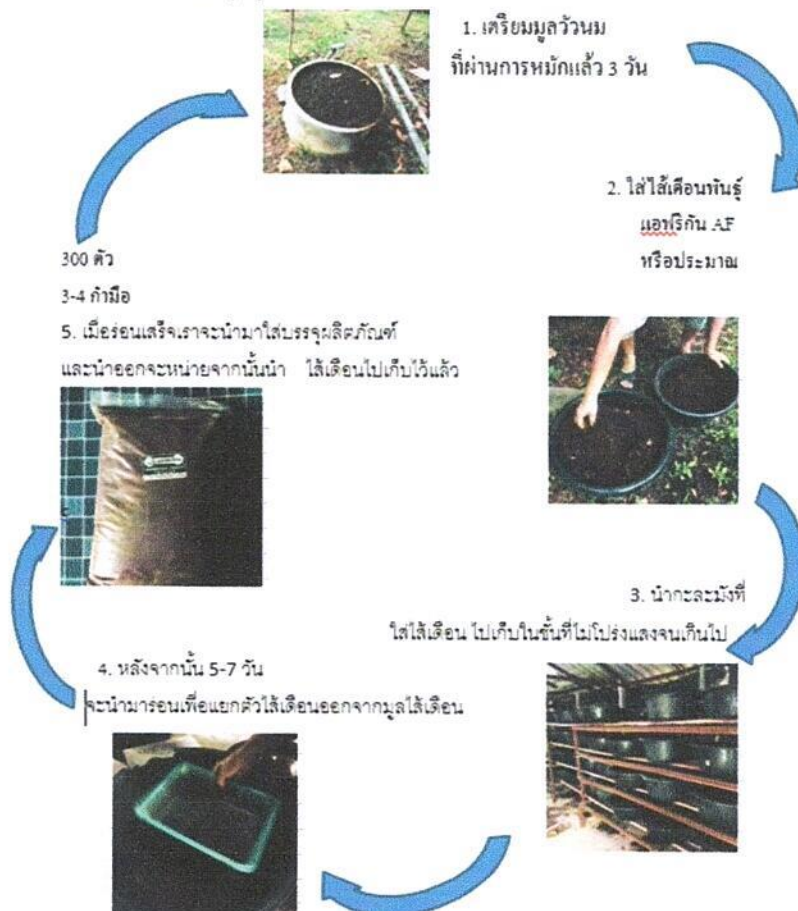 1. เตรียมมูลวัวนม
ที่ผ่านการหมักแล้ว 3 วัน
2. ใส่ไส้เดือนพันธุ์
แอฟริกัน AF
หรือประมาณ
300 ตัว
3-4 กำมือ
3. นำกะละมังที่
ใส่ไส้เดือน ไปเก็บในชั้นที่ไม่โปร่งแสงจนเกินไป
4. หลังจากนั้น 5-7 วัน
จะนำมารอนเพื่อแยกตัวไส้เดือนออกจากมูลไส้เดือน
5. เมื่อร่อนเสร็จเราจะนำมาใส่บรรจุผลิตภัณฑ์
และนำออกจะหน่ายจากนั้นนำ ไส้เดือนไปเก็บไว้แล้ว